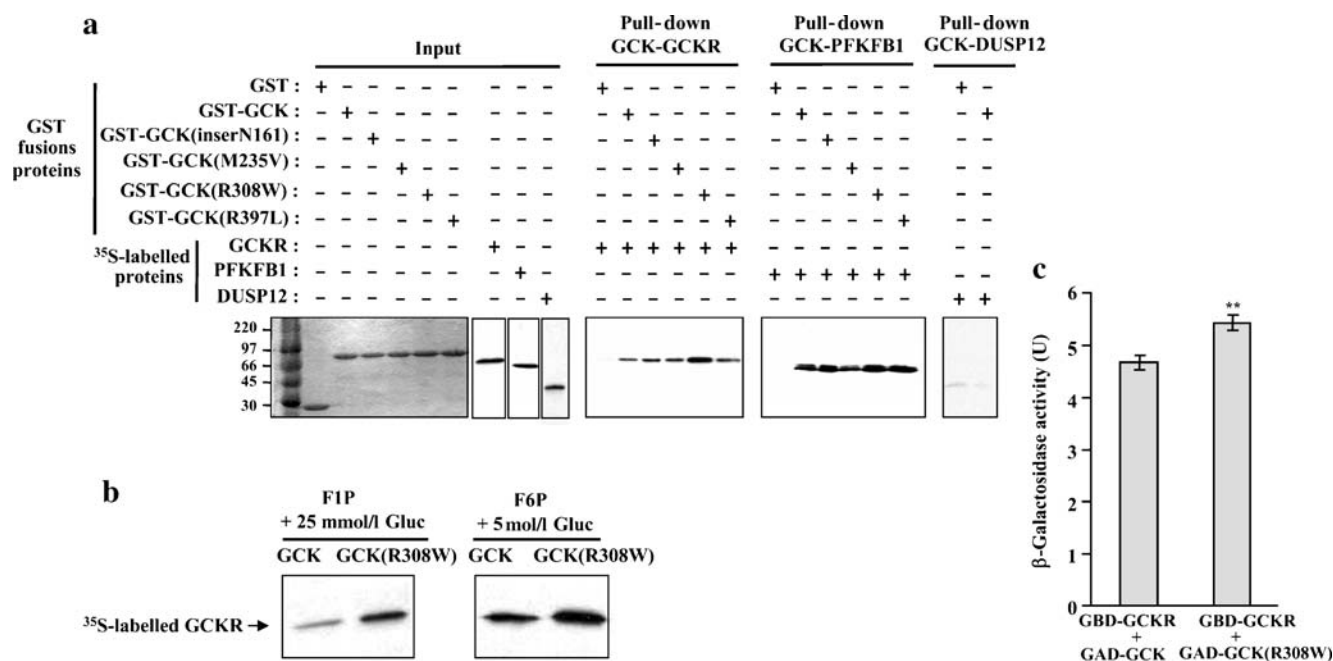 a
Input
Pull-down
GCK-GCKR
Pull-down
GCK-PFKFB1
Pull-down
GCK-DUSP12
GST
fusions
proteins
GST : + − − − − − − − − + − − − − − + − − − − − + −
GST-GCK : − + − − − − − − − − + − − − − − + − − − − − +
GST-GCK(inserN161) : − − + − − − − − − − − + − − − − − + − − − − −
GST-GCK(M235V) : − − − + − − − − − − − − + − − − − − + − − − −
GST-GCK(R308W) : − − − − + − − − − − − − − + − − − − − + − − −
GST-GCK(R397L) : − − − − − + − − − − − − − − + − − − − − + − −
35S-labelled
proteins
GCKR : − − − − − − + − − + + + + + + − − − − − − − −
PFKFB1 : − − − − − − − + − − − − − − − + + + + + + − −
DUSP12 : − − − − − − − − + − − − − − − − − − − − − + +
220
97
66
45
30
b
F1P
+ 25 mmol/l Gluc
GCK GCK(R308W)
F6P
+ 5mol/l Gluc
GCK GCK(R308W)
35S-labelled GCKR
c
β-Galactosidase activity (U)
6
5
4
3
2
1
0
**
GBD-GCKR
+
GAD-GCK
GBD-GCKR
+
GAD-GCK(R308W)